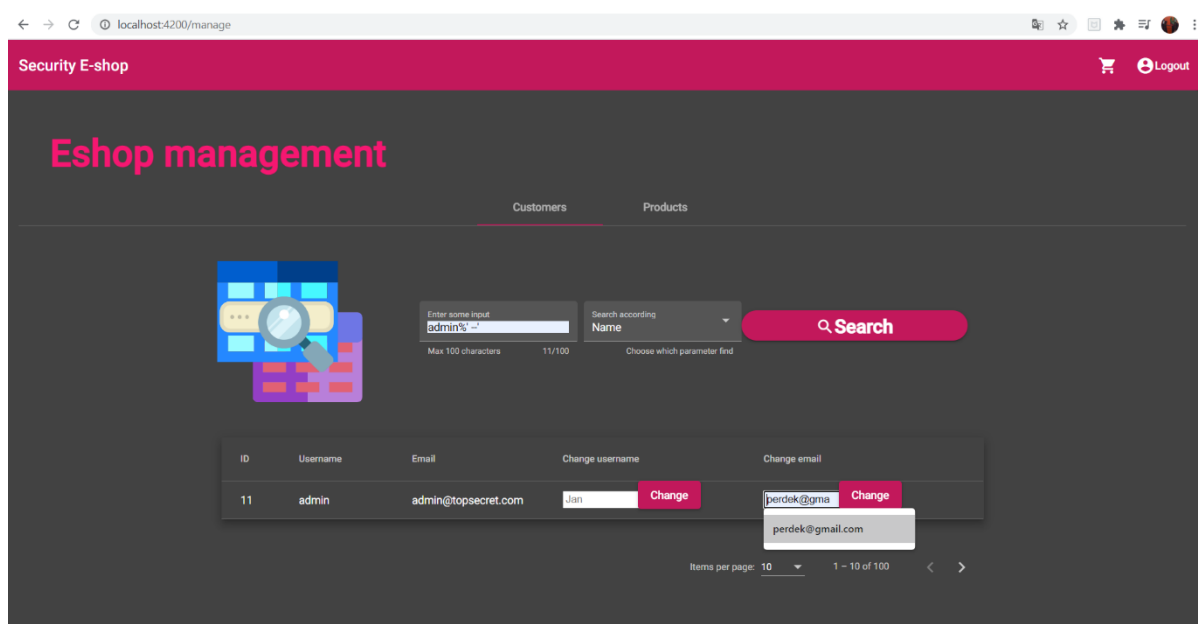 localhost:4200/manage
Security E-shop
Logout
Eshop management
Customers Products
Enter some input
admin%' --'
Max 100 characters 11/100
Search according
Name
Choose which parameter find
Search
ID Username Email Change username Change email
11 admin admin@topsecret.com Jan Change perdek@gma Change
perdek@gmail.com
Items per page: 10 1 – 10 of 100